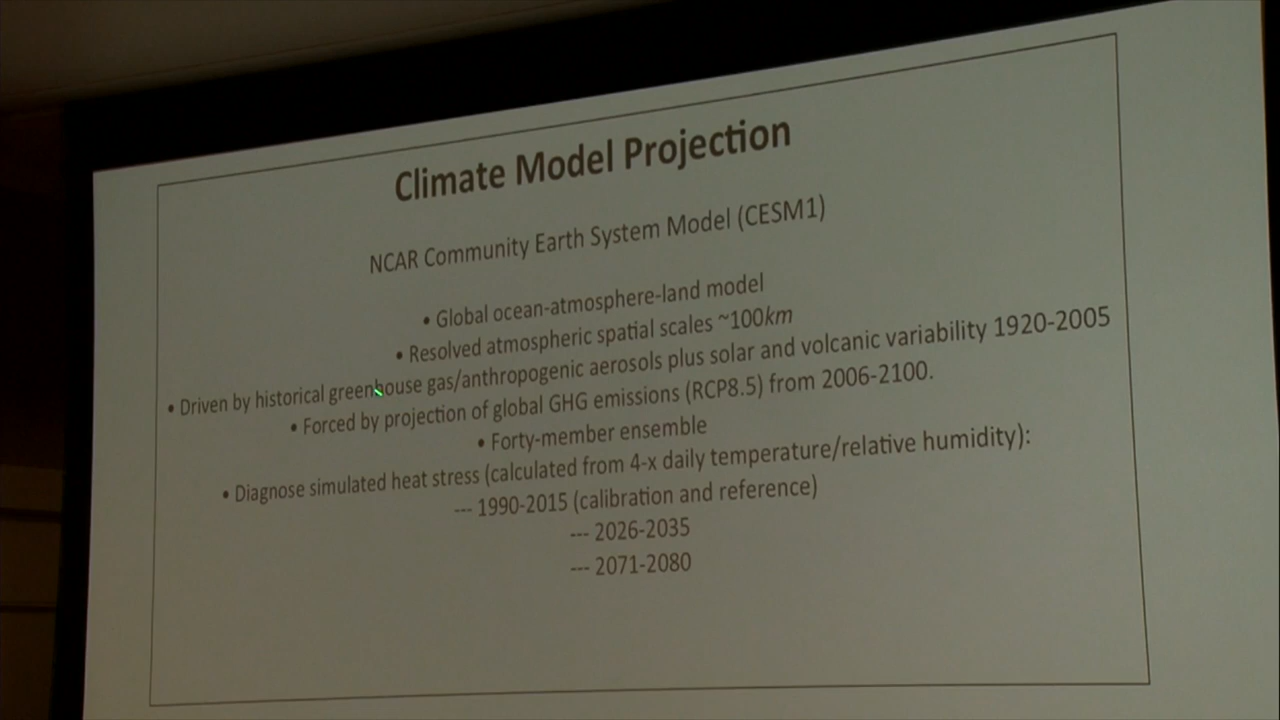 Climate Model Projection
NCAR Community Earth System Model (CESM1)
• Global ocean-atmosphere-land model
• Resolved atmospheric spatial scales ~100km
• Driven by historical greenhouse gas/anthropogenic aerosols plus solar and volcanic variability 1920-2005
• Forced by projection of global GHG emissions (RCP8.5) from 2006-2100.
• Forty-member ensemble
• Diagnose simulated heat stress (calculated from 4-x daily temperature/relative humidity):
--- 1990-2015 (calibration and reference)
--- 2026-2035
--- 2071-2080